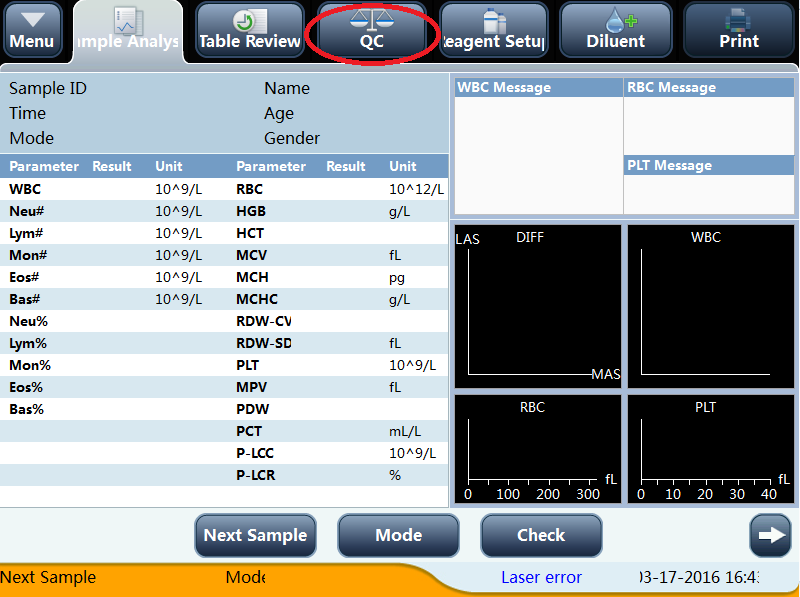 Menu
ample Analys
Table Review
QC
eagent Setup
Diluent
Print
Sample ID Name
Time Age
Mode Gender
Parameter Result Unit Parameter Result Unit
WBC 10^9/L RBC 10^12/L
Neu# 10^9/L HGB g/L
Lym# 10^9/L HCT
Mon# 10^9/L MCV fL
Eos# 10^9/L MCH pg
Bas# 10^9/L MCHC g/L
Neu% RDW-CV
Lym% RDW-SD fL
Mon% PLT 10^9/L
Eos% MPV fL
Bas% PDW
PCT mL/L
P-LCC 10^9/L
P-LCR %
WBC Message
RBC Message
PLT Message
LAS DIFF
MAS
WBC
RBC
fL
0 100 200 300
PLT
fL
0 10 20 30 40
Next Sample Mode Check
Next Sample Mode Laser error 03-17-2016 16:43